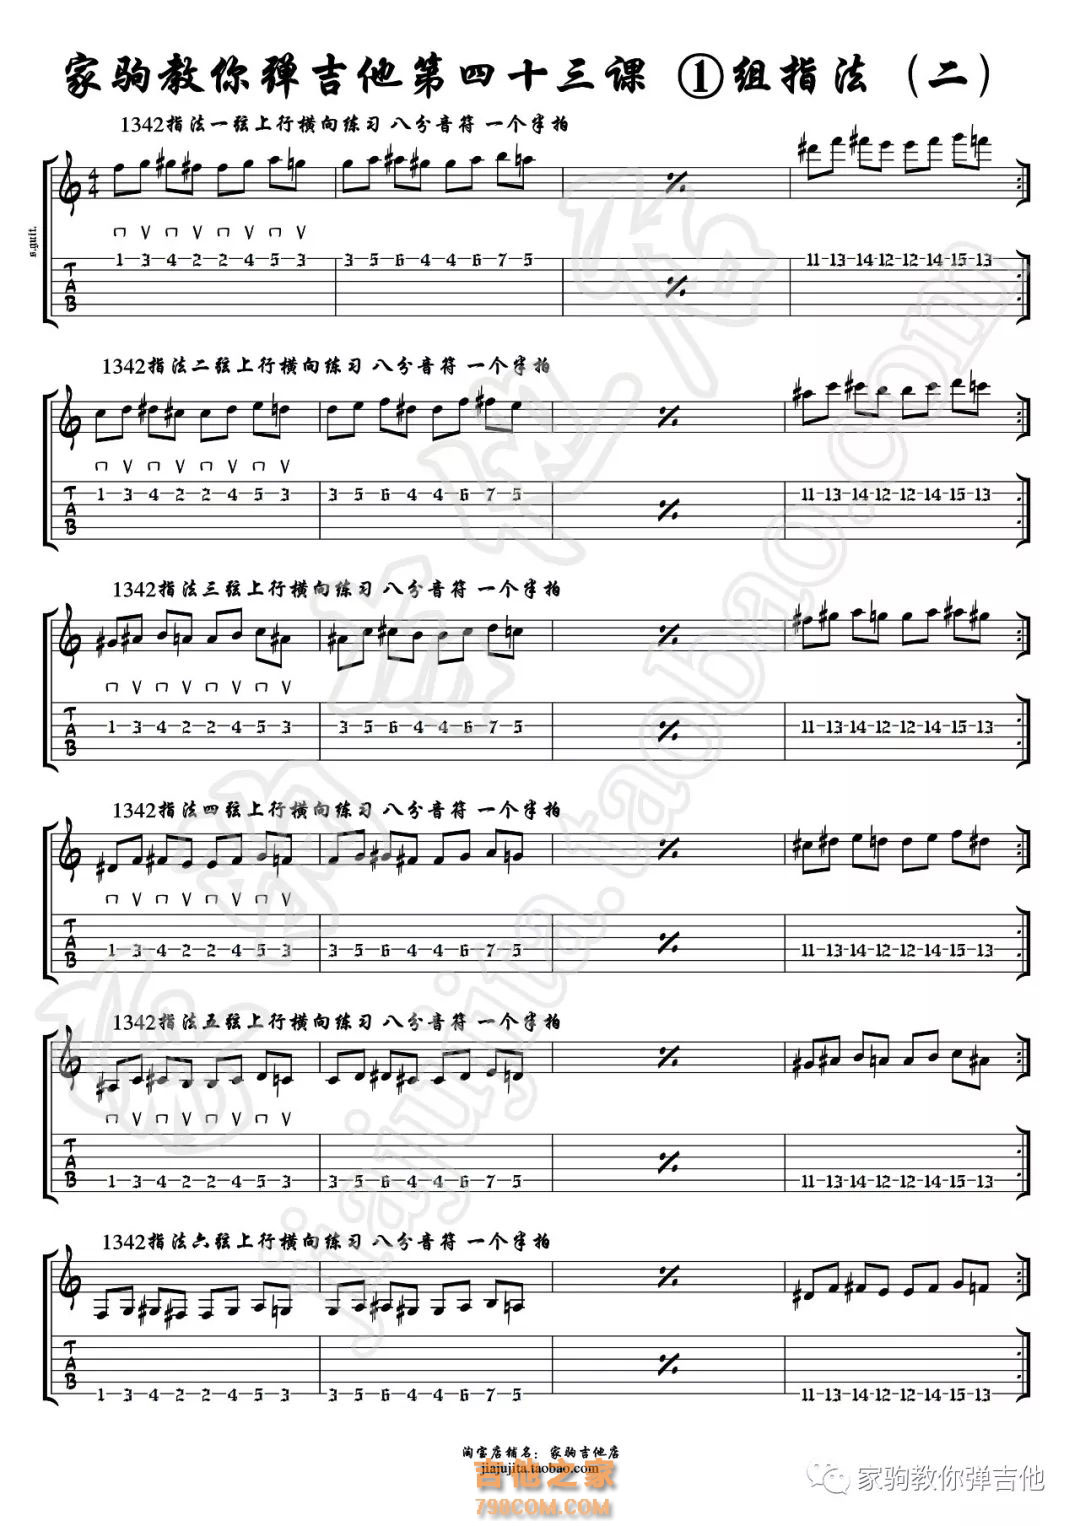 家驹教你弹吉他第四十三课 ①组指法（二）
1342指法一弦上行横向练习 八分音符 一个半拍
4
4
s.guit.
1 3 4 2 2 4 5 3 3 5 6 4 4 6 7 5 11 13 14 12 12 14 15 13
T
A
B
1342指法二弦上行横向练习 八分音符 一个半拍
1 3 4 2 2 4 5 3 3 5 6 4 4 6 7 5 11 13 14 12 12 14 15 13
T
A
B
1342指法三弦上行横向练习 八分音符 一个半拍
1 3 4 2 2 4 5 3 3 5 6 4 4 6 7 5 11 13 14 12 12 14 15 13
T
A
B
1342指法四弦上行横向练习 八分音符 一个半拍
1 3 4 2 2 4 5 3 3 5 6 4 4 6 7 5 11 13 14 12 12 14 15 13
T
A
B
1342指法五弦上行横向练习 八分音符 一个半拍
1 3 4 2 2 4 5 3 3 5 6 4 4 6 7 5 11 13 14 12 12 14 15 13
T
A
B
1342指法六弦上行横向练习 八分音符 一个半拍
1 3 4 2 2 4 5 3 3 5 6 4 4 6 7 5 11 13 14 12 12 14 15 13
T
A
B
jiajujita.taobao.com
淘宝店铺名：家驹吉他店
jiajujita.taobao.com
吉他之家
798COM.COM
家驹教你弹吉他